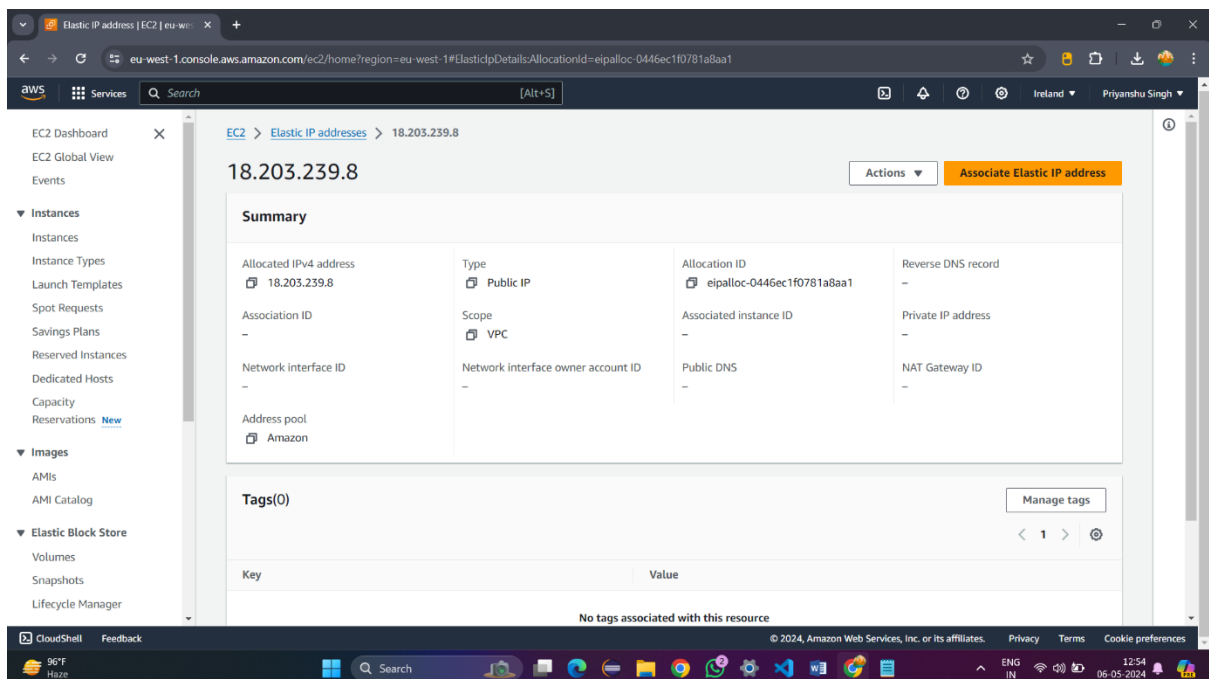 Elastic IP address | EC2 | eu-wes
eu-west-1.console.aws.amazon.com/ec2/home?region=eu-west-1#ElasticIpDetails:AllocationId=eipalloc-0446ec1f0781a8aa1
aws Services Search [Alt+S] Ireland Priyanshu Singh
EC2 Dashboard
EC2 Global View
Events
Instances
Instances
Instance Types
Launch Templates
Spot Requests
Savings Plans
Reserved Instances
Dedicated Hosts
Capacity
Reservations New
Images
AMIs
AMI Catalog
Elastic Block Store
Volumes
Snapshots
Lifecycle Manager
EC2 > Elastic IP addresses > 18.203.239.8
18.203.239.8 Actions Associate Elastic IP address
Summary
Allocated IPv4 address Type Allocation ID Reverse DNS record
18.203.239.8 Public IP eipalloc-0446ec1f0781a8aa1 –
Association ID Scope Associated instance ID Private IP address
– VPC – –
Network interface ID Network interface owner account ID Public DNS NAT Gateway ID
– – – –
Address pool
Amazon
Tags(0) Manage tags
< 1 >
Key Value
No tags associated with this resource
CloudShell Feedback © 2024, Amazon Web Services, Inc. or its affiliates. Privacy Terms Cookie preferences
96°F Search 2 ENG 12:54
Haze IN 06-05-2024 PRE